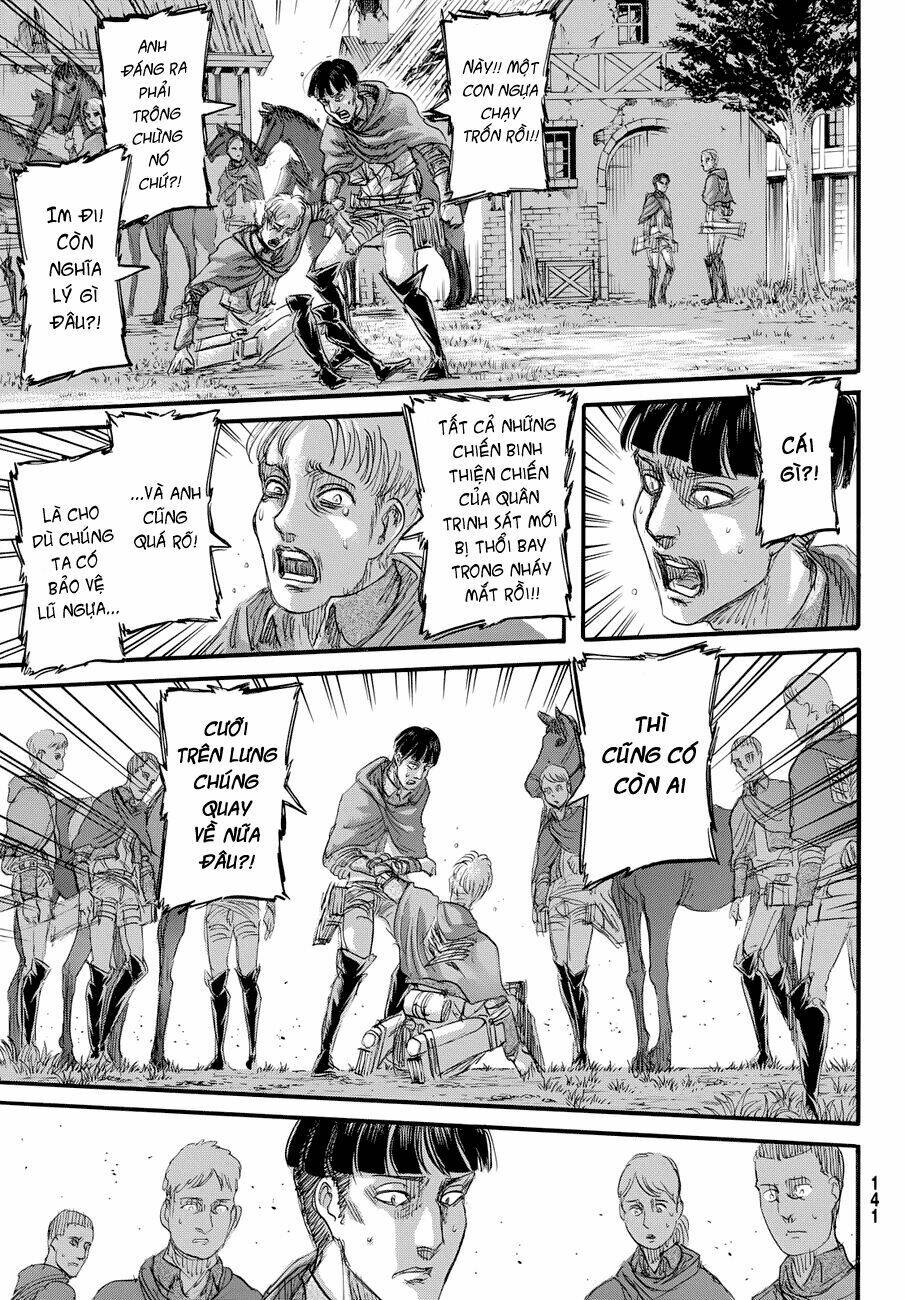 NÀY!! MỘT
CON NGỰA
CHẠY
TRỐN RỒI!!!
ANH
ĐÁNG RA
PHẢI
TRÔNG
CHỪNG
NÓ
CHỨ?!
IM ĐI!
CÒN
NGHĨA
LÝ GÌ
ĐÂU?!
CÁI
GÌ?!
TẤT CẢ NHỮNG
CHIẾN BINH
THIỆN CHIẾN
CỦA QUÂN
TRINH SÁT MỚI
BỊ THỔI BAY
TRONG NHÁY
MẮT RỒI!!!
...VÀ ANH
CŨNG
QUÁ RÕ!
LÀ CHO
DÙ CHÚNG
TA CÓ
BẢO VỆ
LŨ NGỰA...
THÌ
CŨNG CÓ
CÒN AI
CƯỠI
TRÊN LƯNG
CHÚNG
QUAY
VỀ NỮA
ĐÂU?!
141